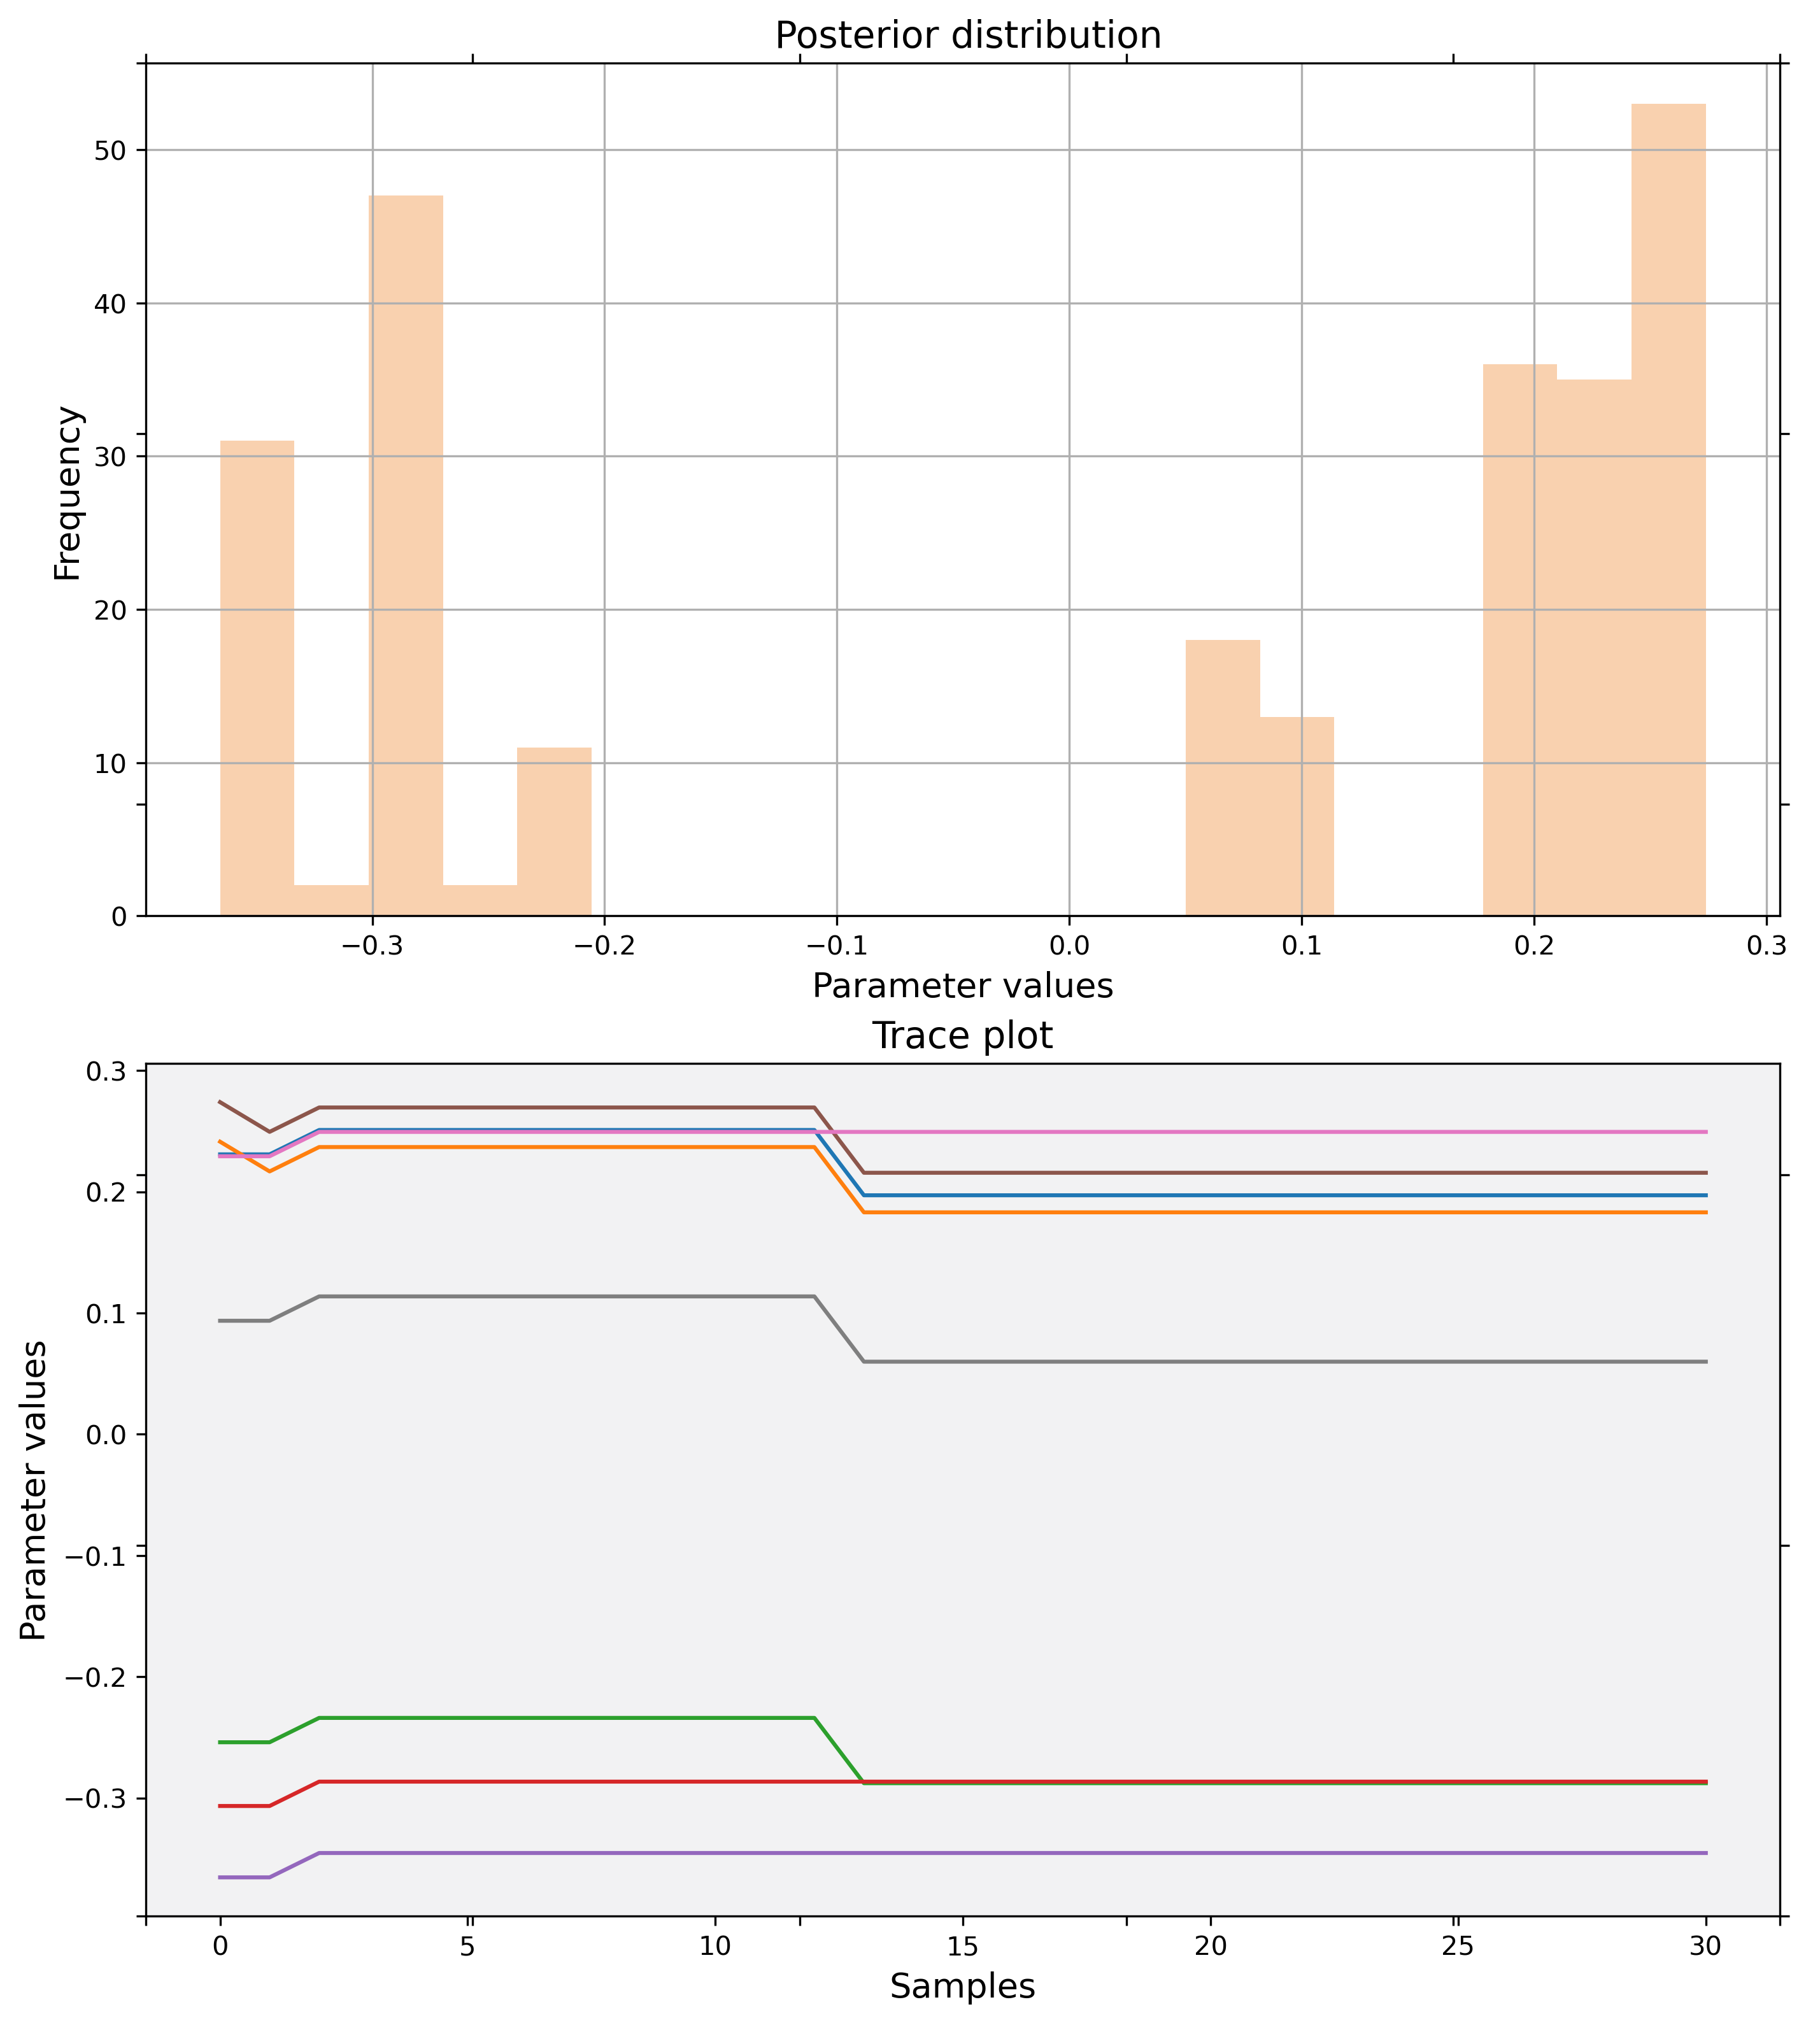 Posterior distribution
50
40
30
20
10
0
Frequency
−0.3 −0.2 −0.1 0.0 0.1 0.2 0.3
Parameter values
Trace plot
0.3
0.2
0.1
0.0
−0.1
−0.2
−0.3
Parameter values
0 5 10 15 20 25 30
Samples